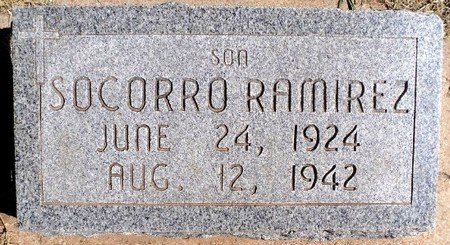 SON
SOCORRO RAMIREZ
JUNE 24, 1924
AUG. 12, 1942